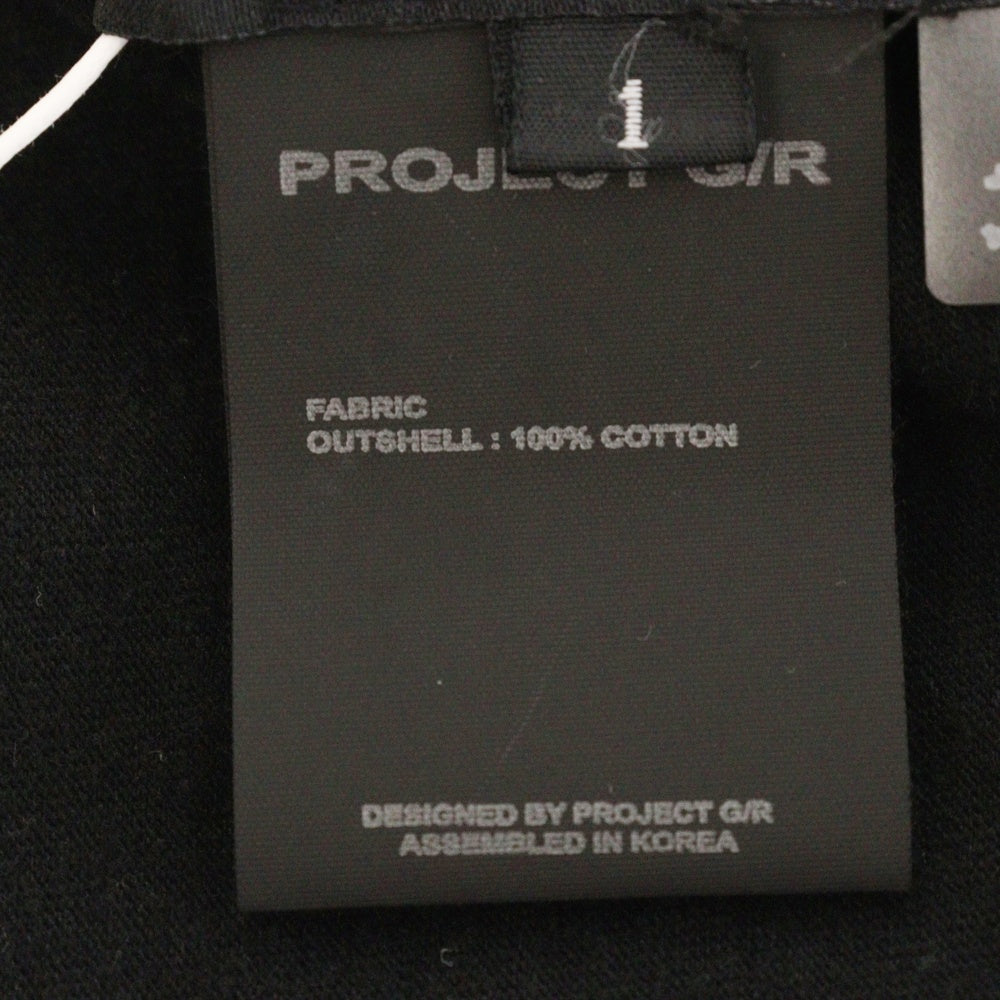 1
PROJECT G/R
FABRIC
OUTSHELL : 100% COTTON
DESIGNED BY PROJECT G/R
ASSEMBLED IN KOREA